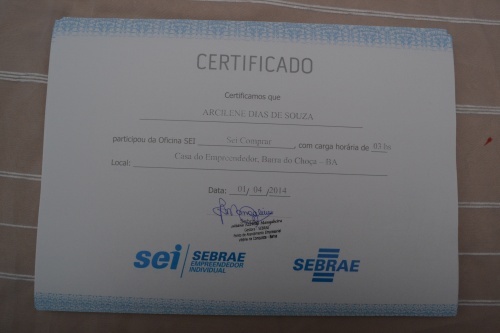 CERTIFICADO
Certificamos que
ARCILENE DIAS DE SOUZA
participou da Oficina SEI Sei Comprar, com carga horária de 03 hs
Local: Casa do Empreendedor, Barra do Choça – BA
Data: 01/ 04 /2014
sei SEBRAE
EMPREENDEDOR
INDIVIDUAL
SEBRAE